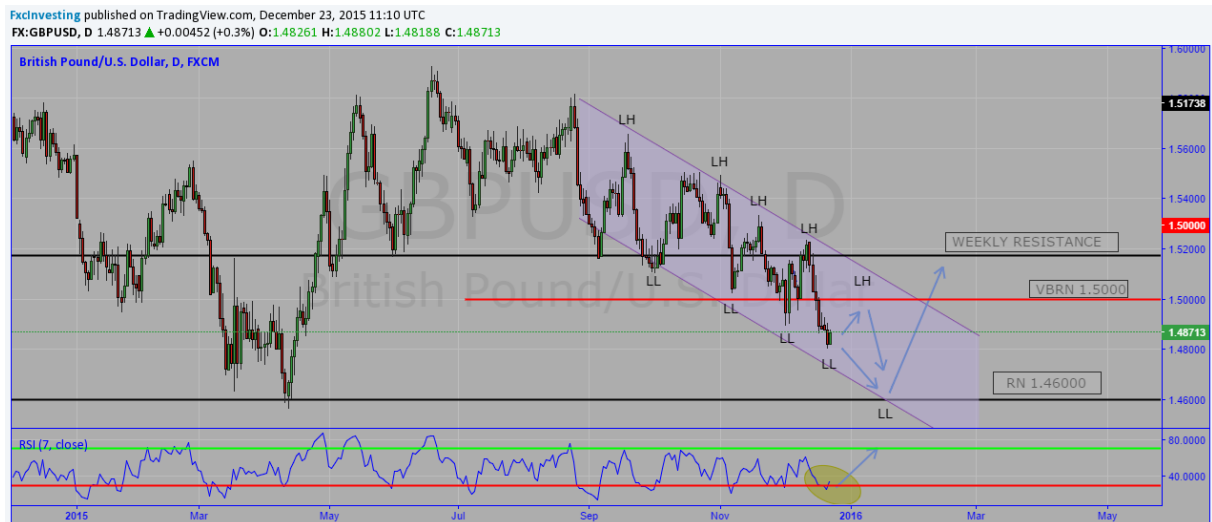 FxcInvesting published on TradingView.com, December 23, 2015 11:10 UTC
FX:GBPUSD, D 1.48713 ▲ +0.00452 (+0.3%) O:1.48261 H:1.48802 L:1.48188 C:1.48713
British Pound/U.S. Dollar, D, FXCM
1.60000
1.51738
LH
1.56000
LH
GBPUSD, D
LH
1.54000
1.50000
LH
WEEKLY RESISTANCE
1.52000
LL
LH
British Pound/U.S. Dollar
VBRN 1.5000
1.50000
LL
1.48713
LL
1.48000
LL
RN 1.46000
1.46000
LL
RSI (7, close)
80.0000
40.0000
2015 Mar May Jul Sep Nov 2016 Mar May